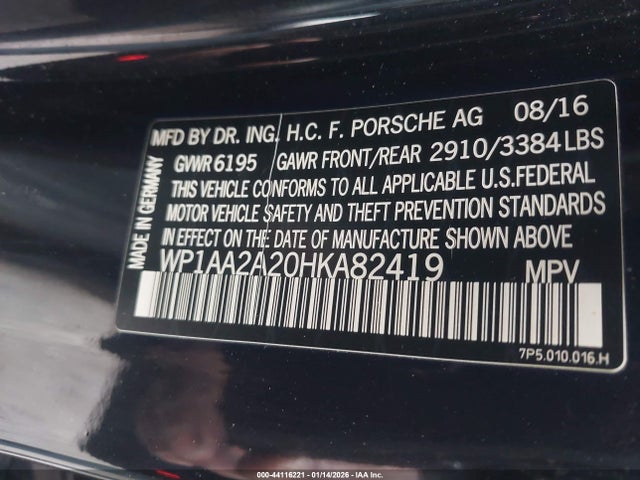 MFD BY DR. ING. H.C. F. PORSCHE AG 08/16
GVWR 6195 GAWR FRONT/REAR 2910/3384 LBS
THIS VEHICLE CONFORMS TO ALL APPLICABLE U.S.FEDERAL
MOTOR VEHICLE SAFETY AND THEFT PREVENTION STANDARDS
IN EFFECT ON THE DATE OF MANUFACTURE SHOWN ABOVE
WP1AA2A20HKA82419 MPV
MADE IN GERMANY
7P5.010.016.H
000-44116221 - 01/14/2026 - IAA Inc.